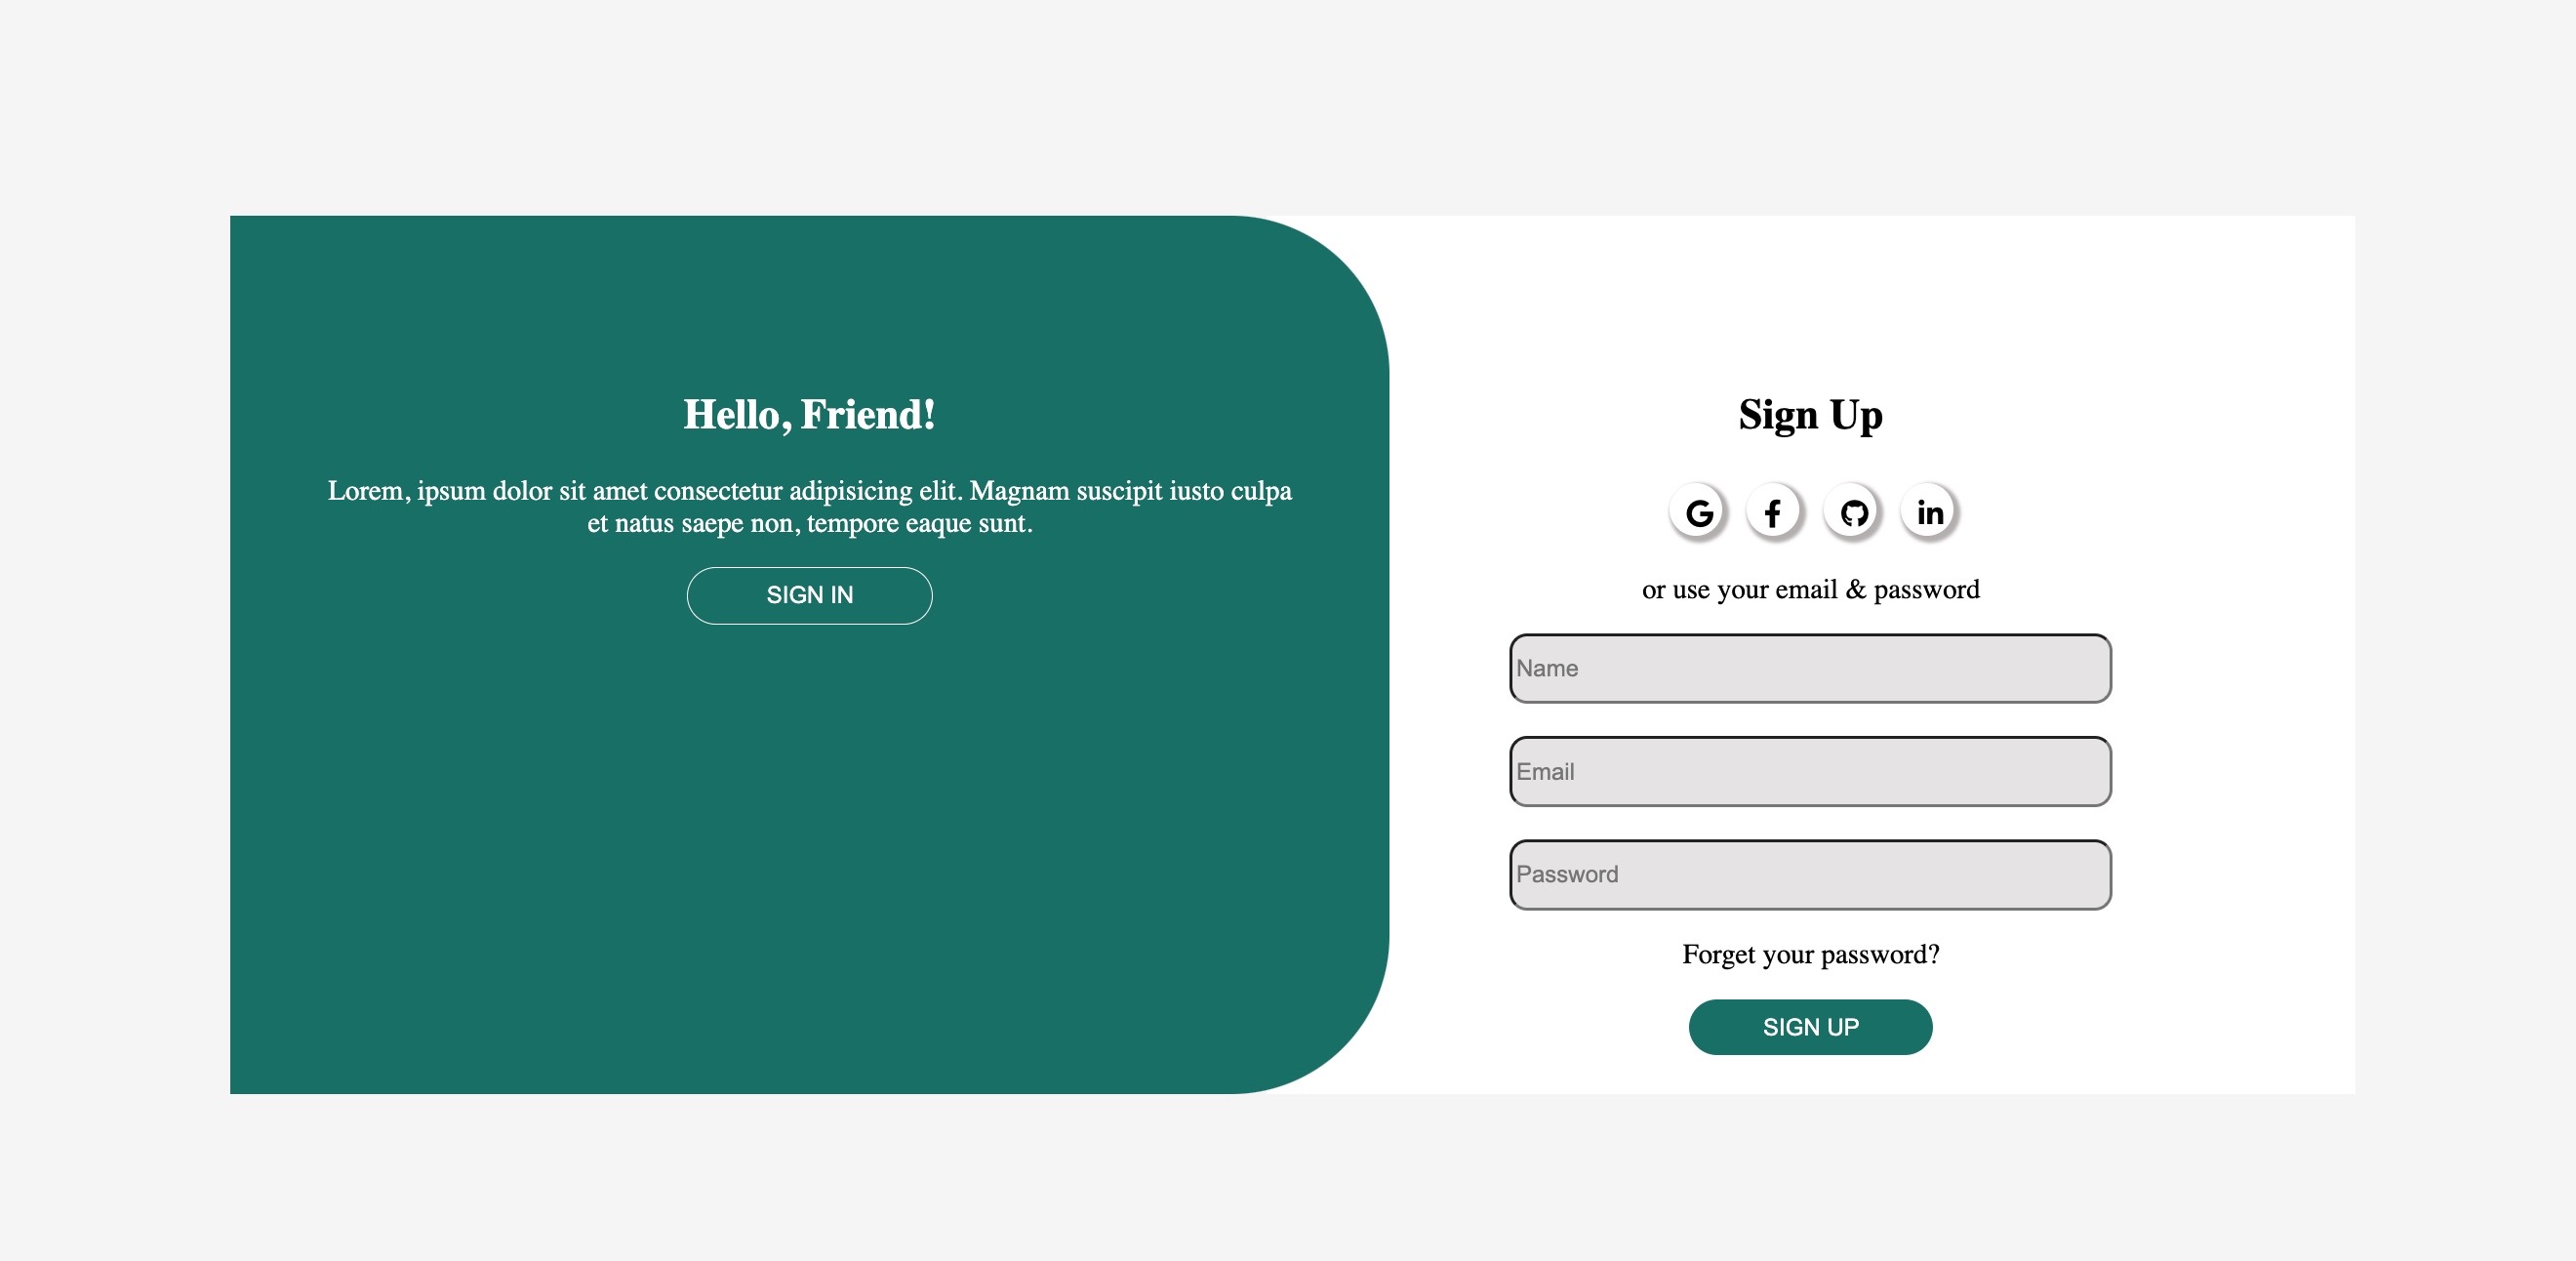 Hello, Friend!
Lorem, ipsum dolor sit amet consectetur adipisicing elit. Magnam suscipit iusto culpa
et natus saepe non, tempore eaque sunt.
SIGN IN
Sign Up
or use your email & password
Name
Email
Password
Forget your password?
SIGN UP